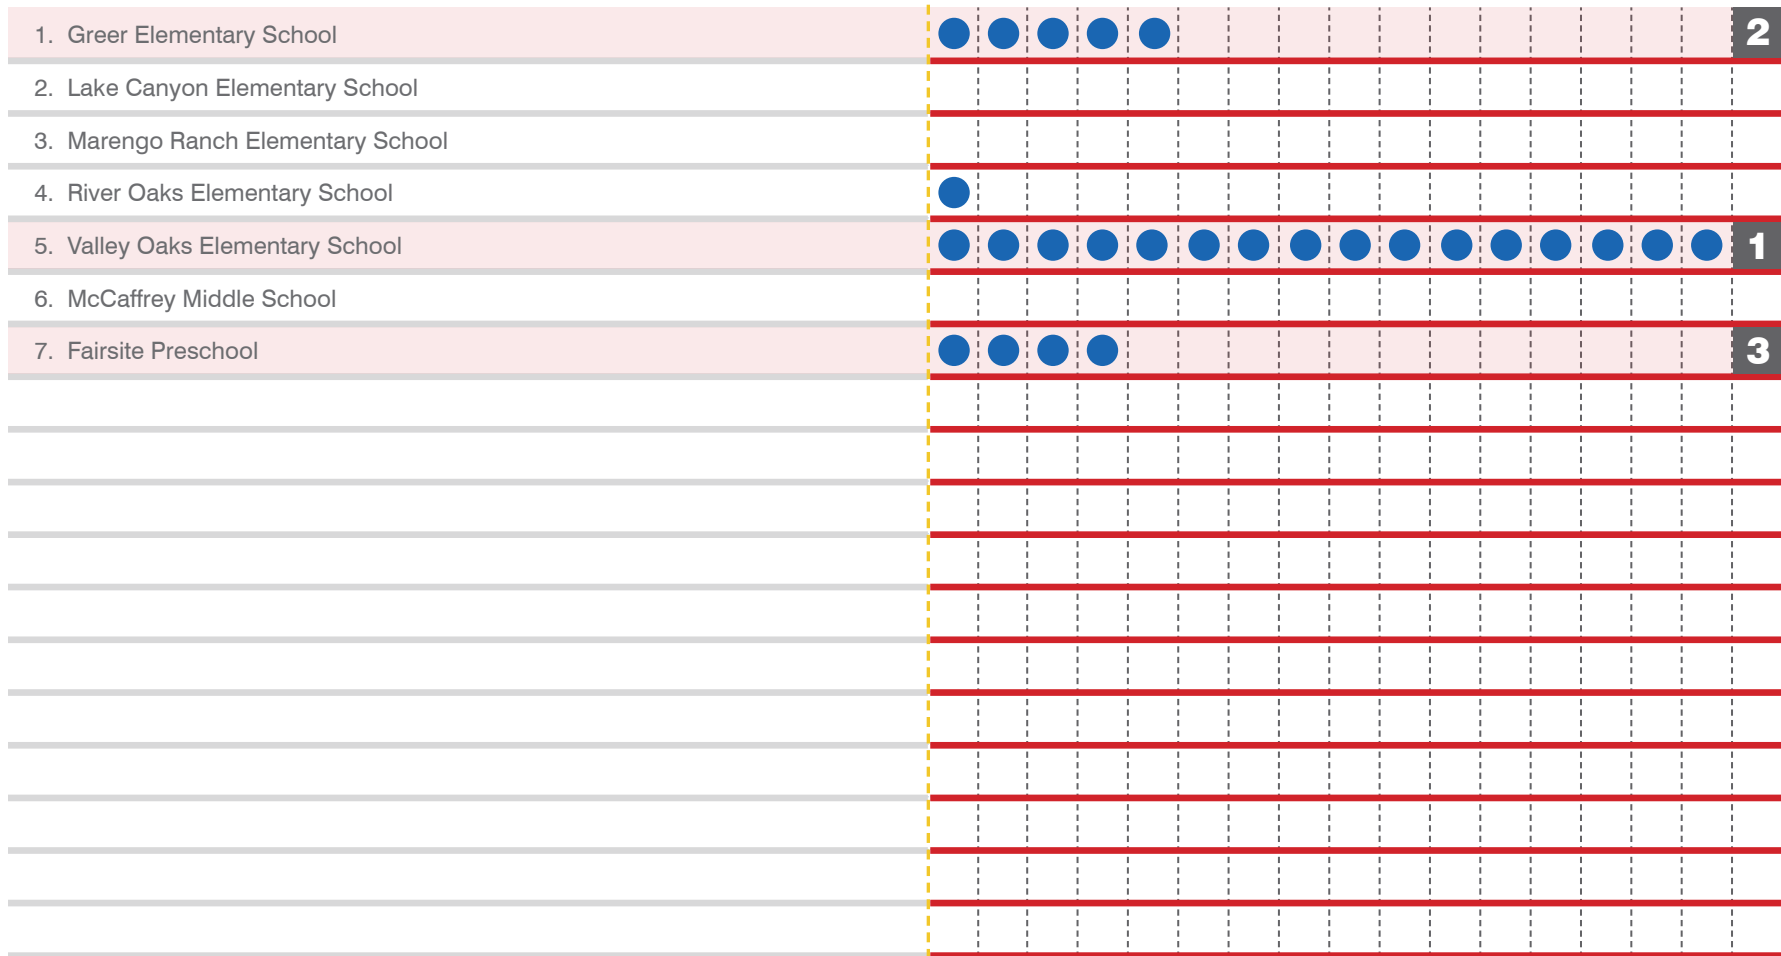 1. Greer Elementary School 2
2. Lake Canyon Elementary School
3. Marengo Ranch Elementary School
4. River Oaks Elementary School
5. Valley Oaks Elementary School 1
6. McCaffrey Middle School
7. Fairsite Preschool 3